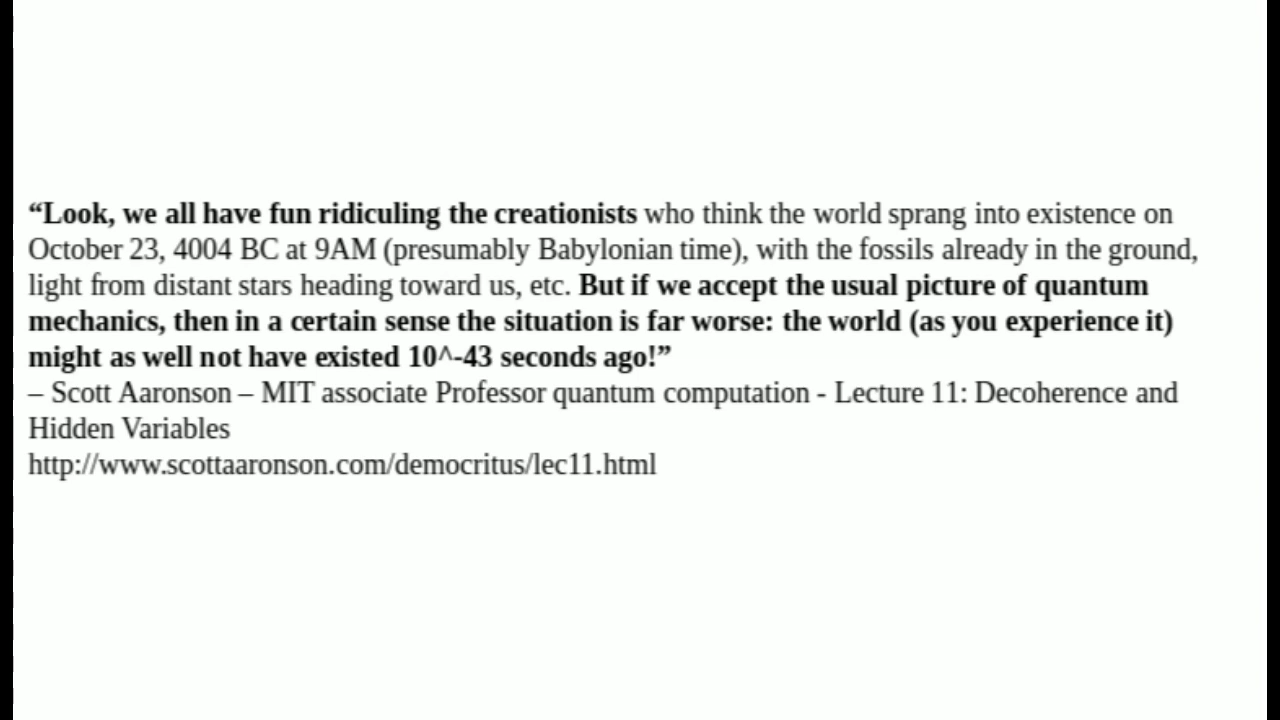 “Look, we all have fun ridiculing the creationists who think the world sprang into existence on
October 23, 4004 BC at 9AM (presumably Babylonian time), with the fossils already in the ground,
light from distant stars heading toward us, etc. But if we accept the usual picture of quantum
mechanics, then in a certain sense the situation is far worse: the world (as you experience it)
might as well not have existed 10^-43 seconds ago!”
– Scott Aaronson – MIT associate Professor quantum computation - Lecture 11: Decoherence and
Hidden Variables
http://www.scottaaronson.com/democritus/lec11.html